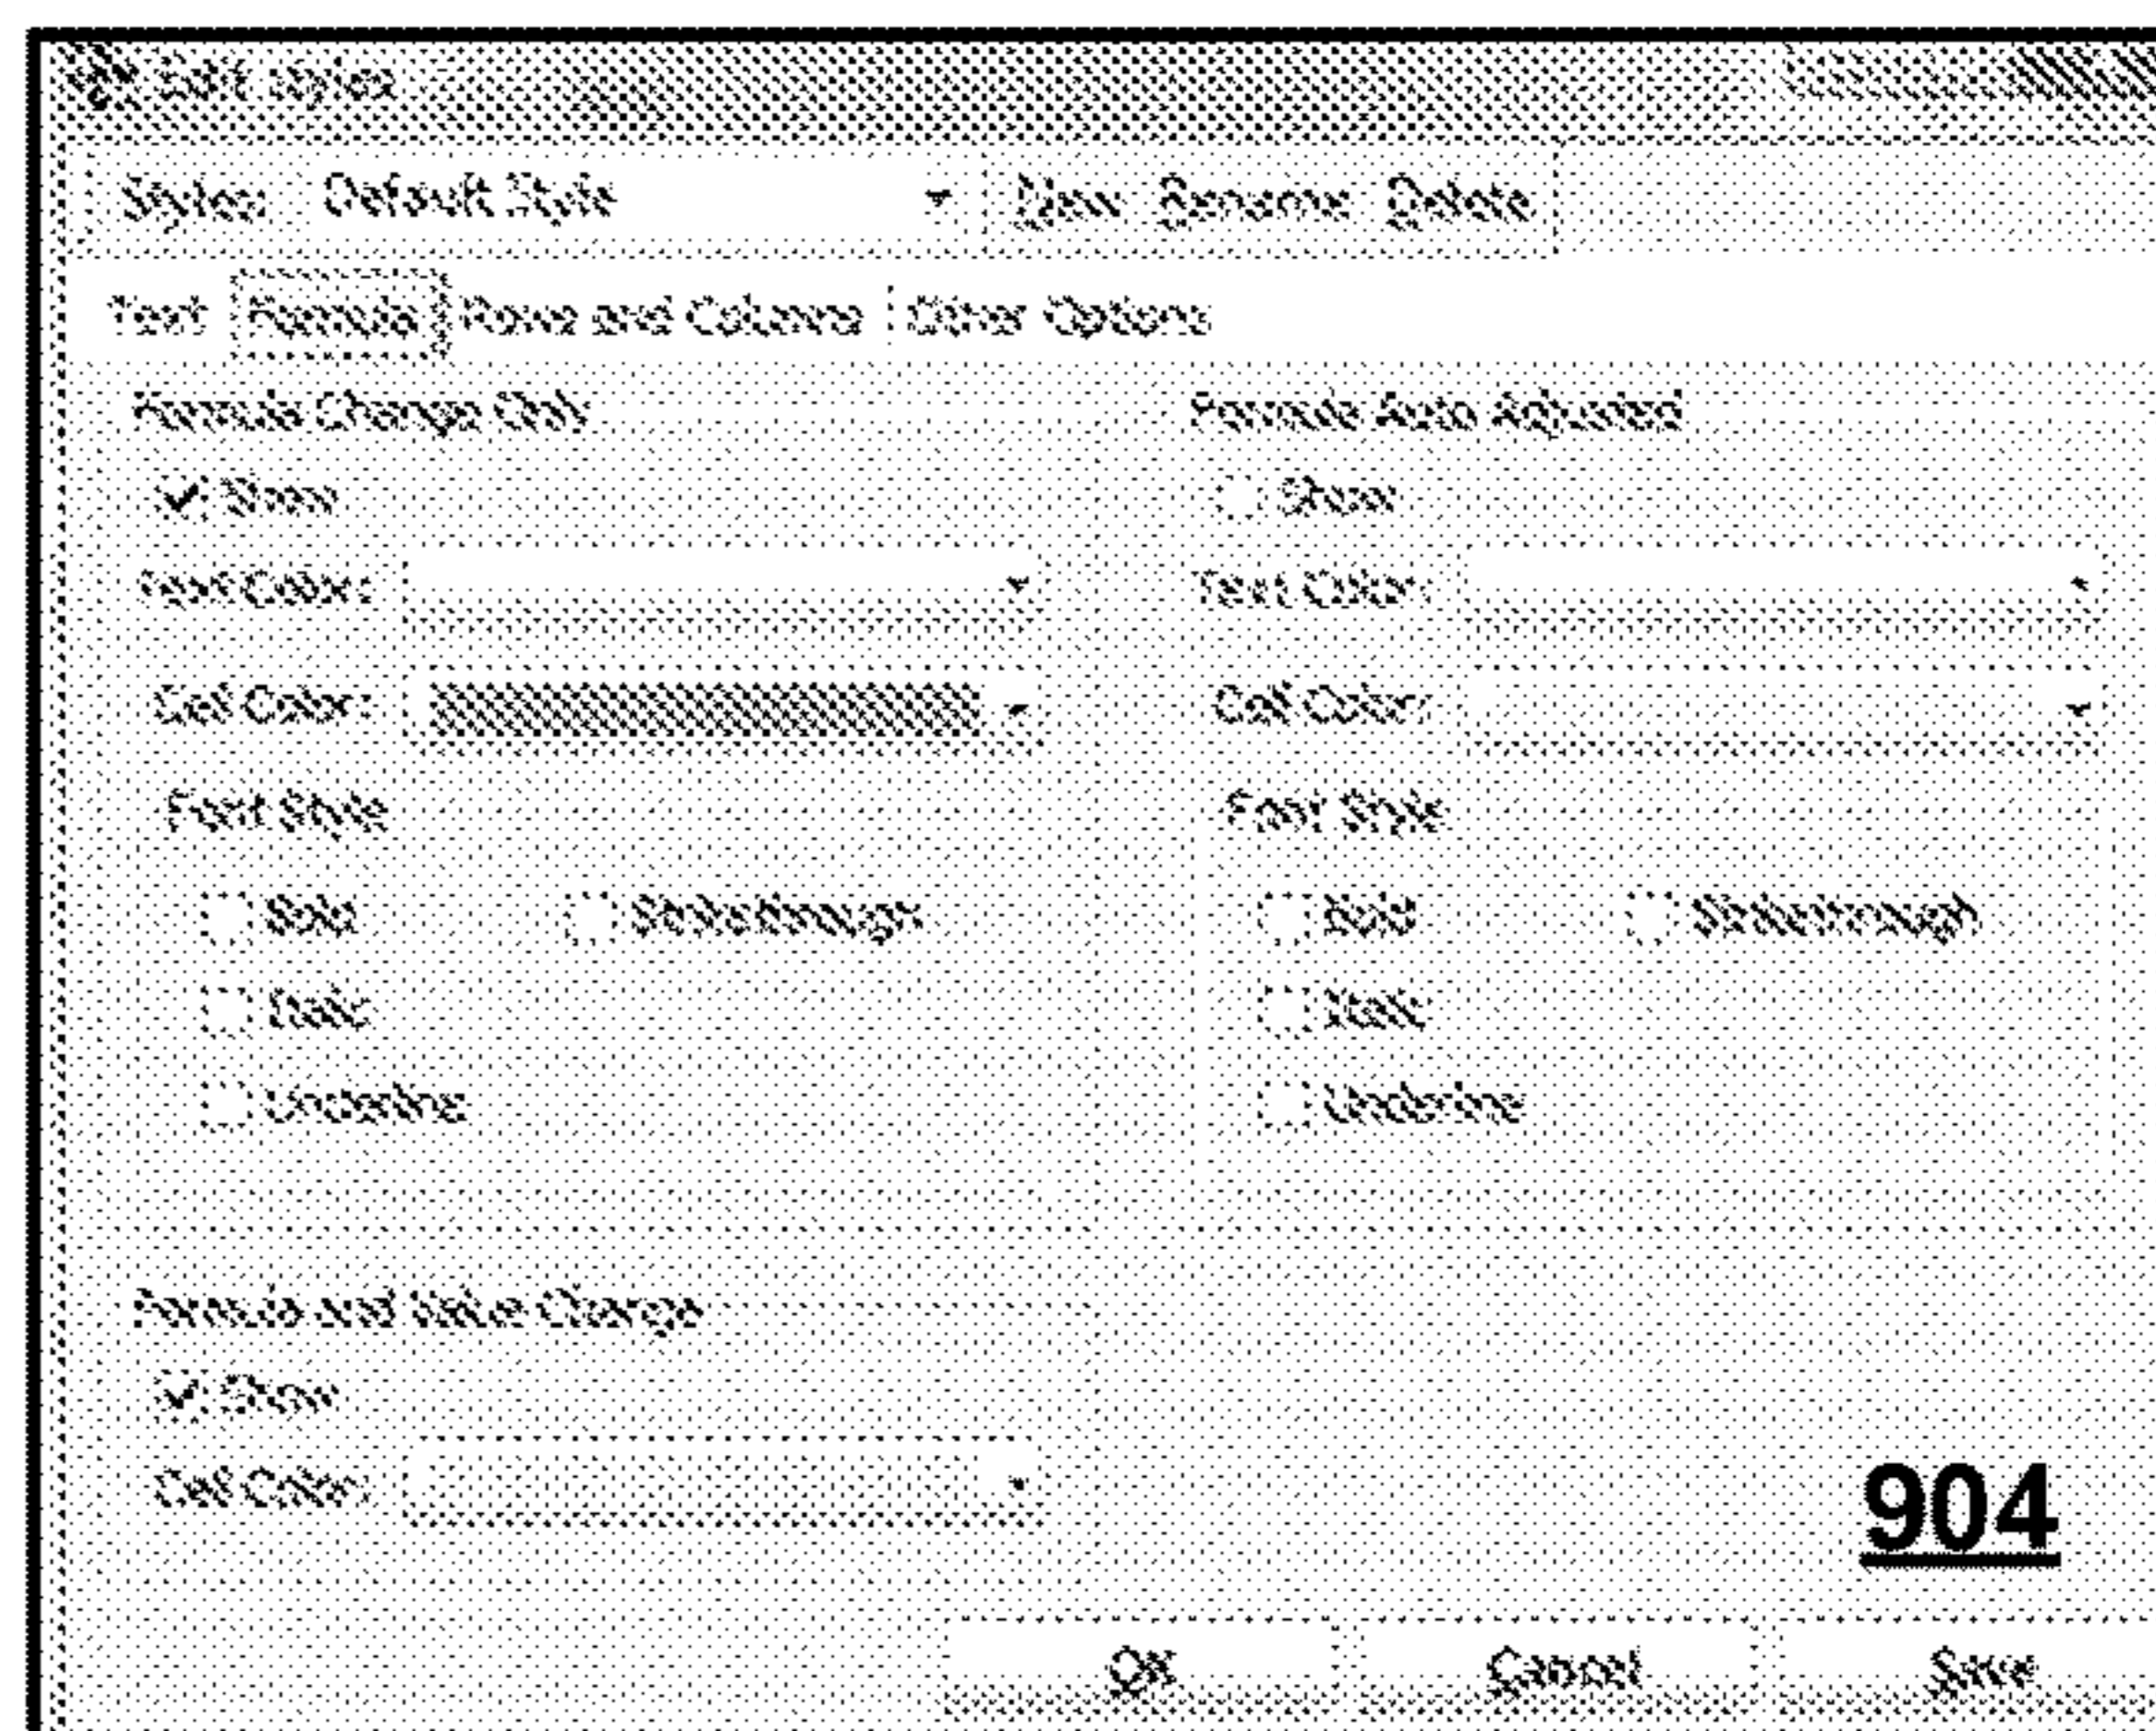 Edit Styles
Styles: Default Style New Rename Delete
Text Formula Rows and Columns Other Options
Formula Change Only
Show
Text Color:
Cell Color:
Font Style
Bold Strikethrough
Italic
Underline
Formula Auto Adjusted
Show
Text Color:
Cell Color:
Font Style
Bold Strikethrough
Italic
Underline
Formula and Value Change
Show
Cell Color:
904
OK Cancel Save